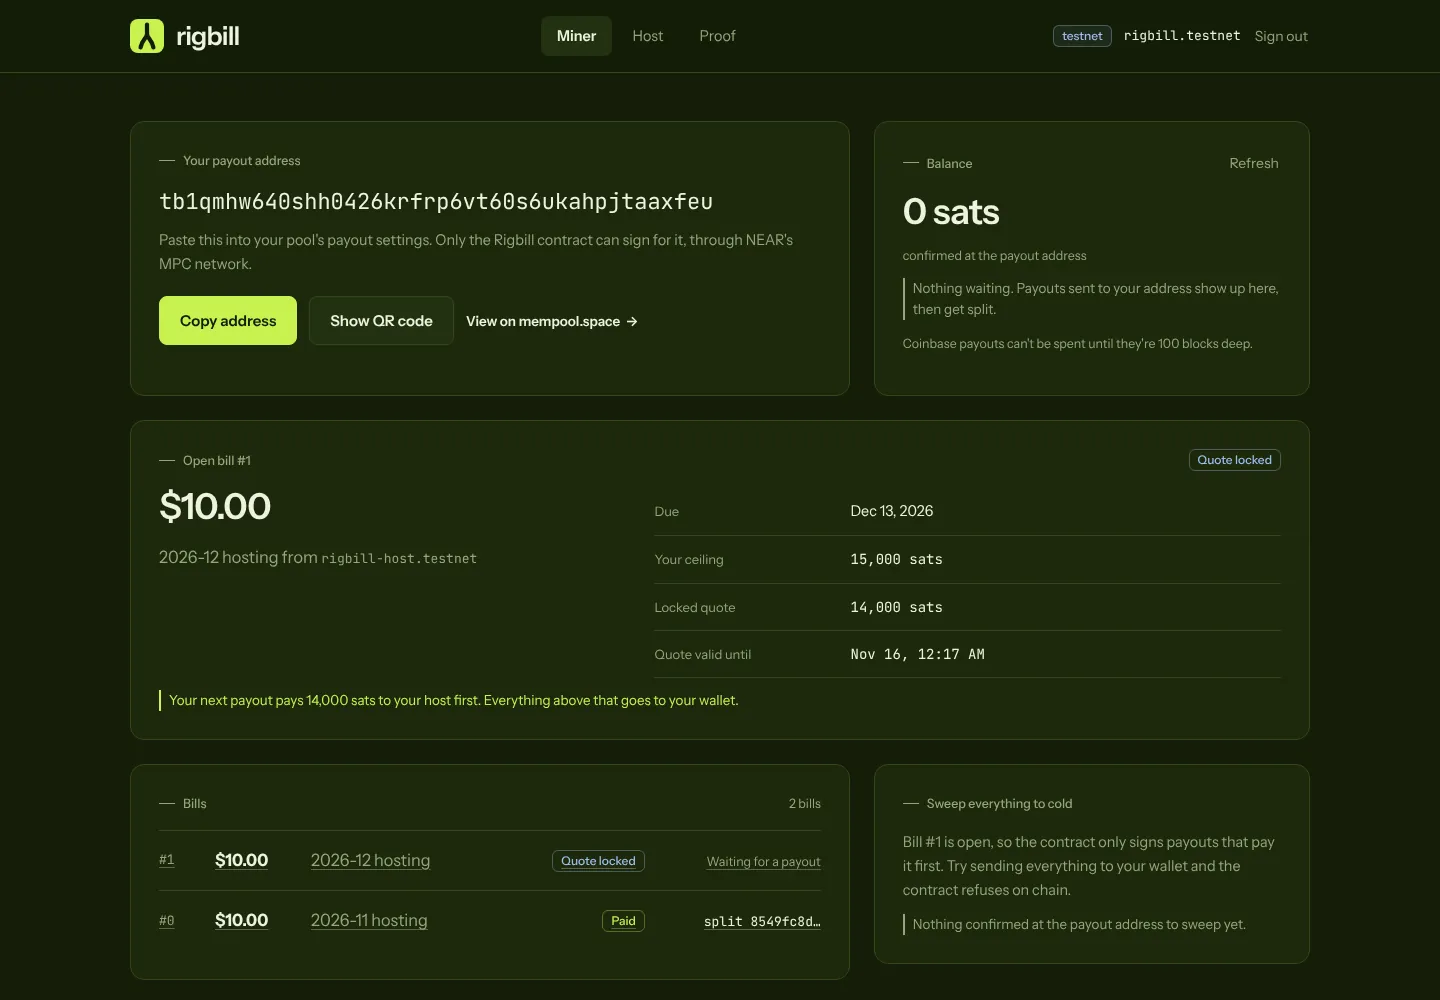 rigbill
Miner
Host
Proof
testnet
rigbill.testnet
Sign out
Your payout address
tb1qmhw640shh0426krfrp6vt60s6ukahpjtaaxfeu
Paste this into your pool's payout settings. Only the Rigbill contract can sign for it, through NEAR's
MPC network.
Copy address
Show QR code
View on mempool.space →
Balance
Refresh
0 sats
confirmed at the payout address
Nothing waiting. Payouts sent to your address show up here,
then get split.
Coinbase payouts can't be spent until they're 100 blocks deep.
Open bill #1
Quote locked
$10.00
2026-12 hosting from rigbill-host.testnet
Due
Dec 13, 2026
Your ceiling
15,000 sats
Locked quote
14,000 sats
Quote valid until
Nov 16, 12:17 AM
Your next payout pays 14,000 sats to your host first. Everything above that goes to your wallet.
Bills
2 bills
#1
$10.00
2026-12 hosting
Quote locked
Waiting for a payout
#0
$10.00
2026-11 hosting
Paid
split 8549fc8d…
Sweep everything to cold
Bill #1 is open, so the contract only signs payouts that pay
it first. Try sending everything to your wallet and the
contract refuses on chain.
Nothing confirmed at the payout address to sweep yet.